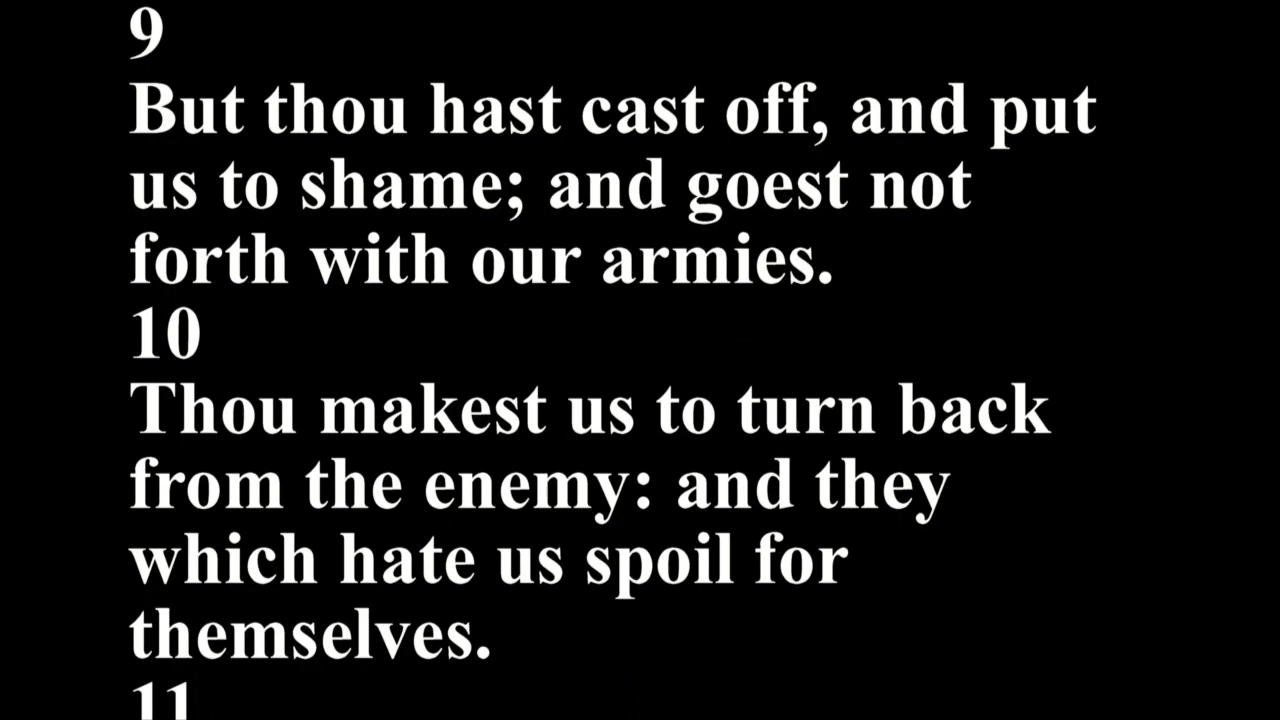 9
But thou hast cast off, and put
us to shame; and goest not
forth with our armies.
10
Thou makest us to turn back
from the enemy: and they
which hate us spoil for
themselves.
11